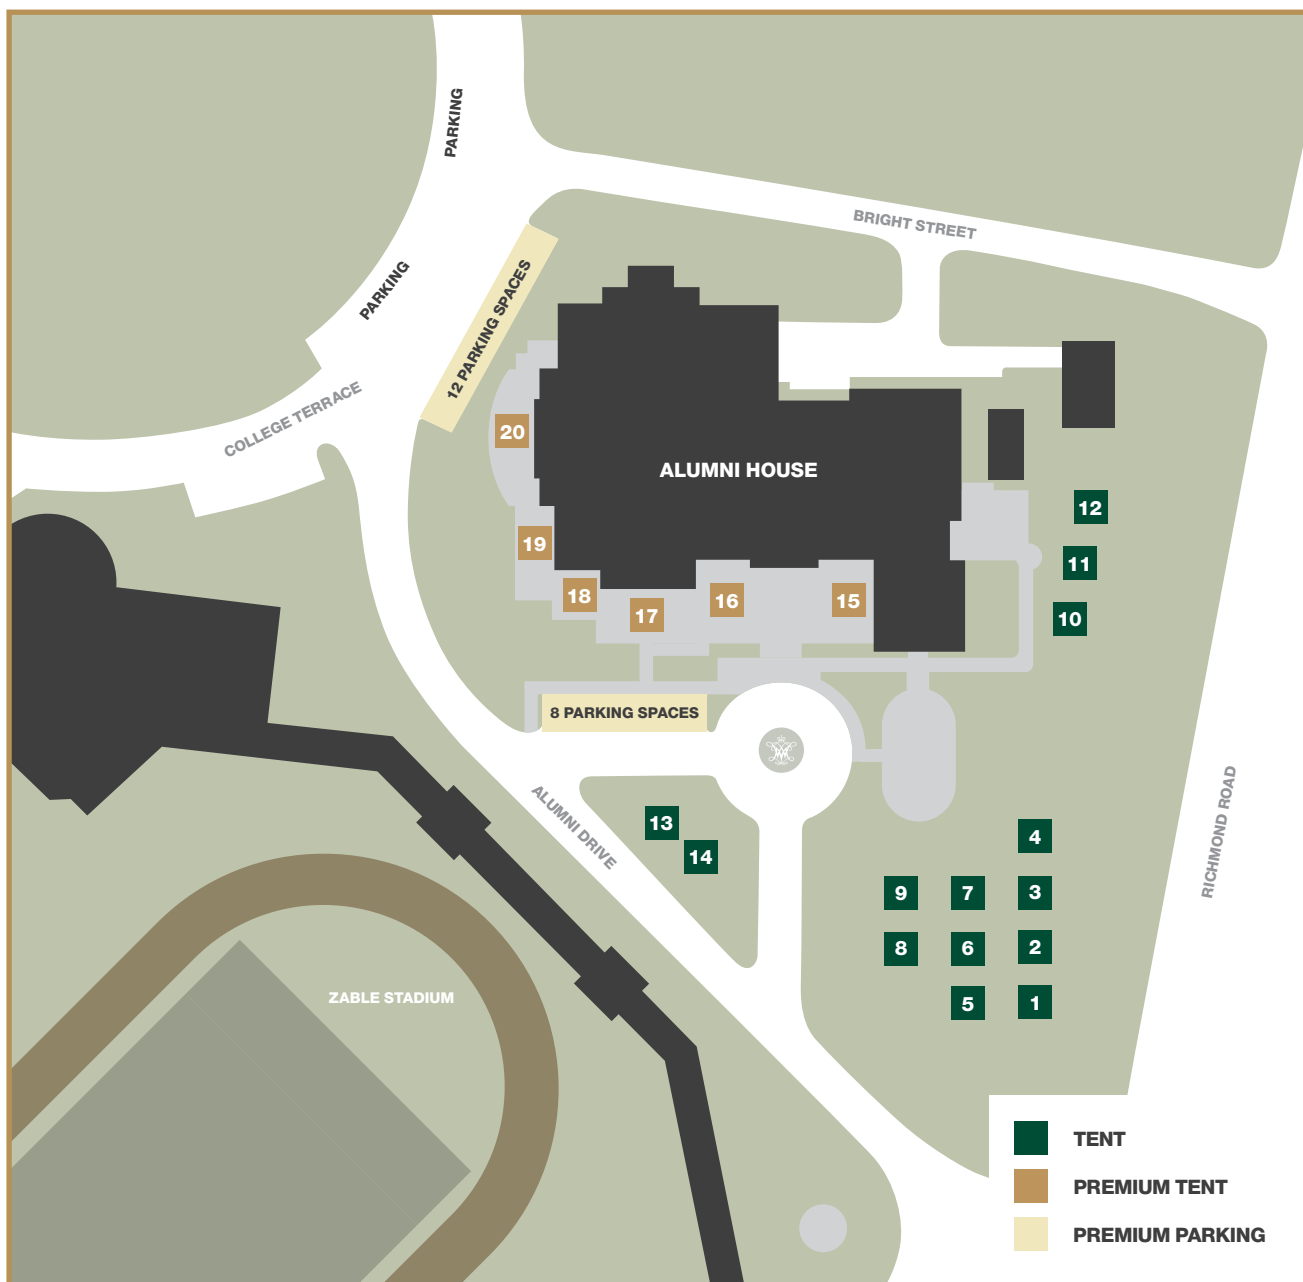 PARKING
BRIGHT STREET
PARKING
12 PARKING SPACES
COLLEGE TERRACE
20
ALUMNI HOUSE
12
19
11
18
17
16
15
10
8 PARKING SPACES
ALUMNI DRIVE
RICHMOND ROAD
13
14
4
9
7
3
8
6
2
5
1
ZABLE STADIUM
TENT
PREMIUM TENT
PREMIUM PARKING